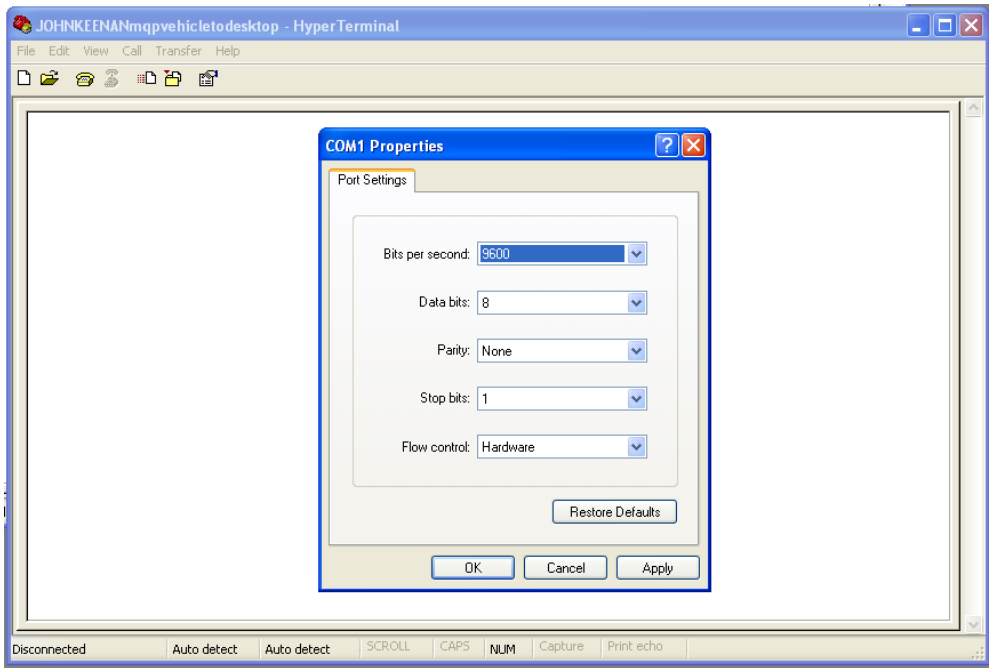 JOHNKEENANmqpvehicletodesktop - HyperTerminal
File Edit View Call Transfer Help
COM1 Properties
Port Settings
Bits per second: 9600
Data bits: 8
Parity: None
Stop bits: 1
Flow control: Hardware
Restore Defaults
OK Cancel Apply
Disconnected Auto detect Auto detect SCROLL CAPS NUM Capture Print echo